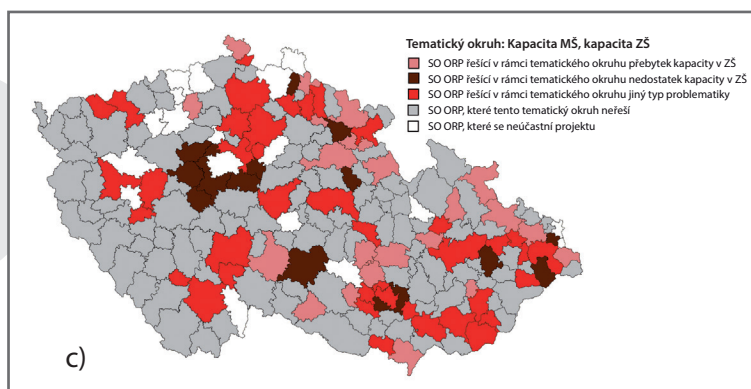 Tematický okruh: Kapacita MŠ, kapacita ZŠ
SO ORP řešící v rámci tematického okruhu přebytek kapacity v ZŠ
SO ORP řešící v rámci tematického okruhu nedostatek kapacity v ZŠ
SO ORP řešící v rámci tematického okruhu jiný typ problematiky
SO ORP, které tento tematický okruh neřeší
SO ORP, které se neúčastní projektu
c)